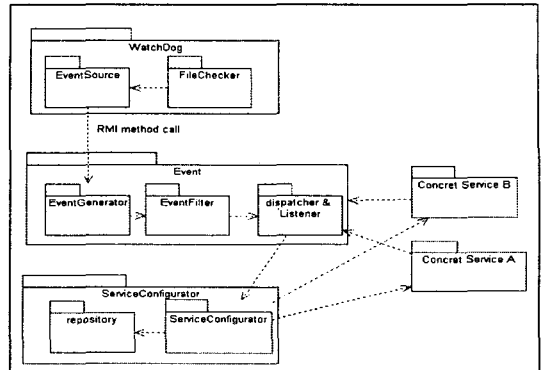 WatchDog
EventSource
FileChecker
RMI method call
Event
EventGenerator
EventFilter
dispatcher &
Listener
Concret Service B
Concret Service A
ServiceConfigurator
repository
ServiceConfigurator